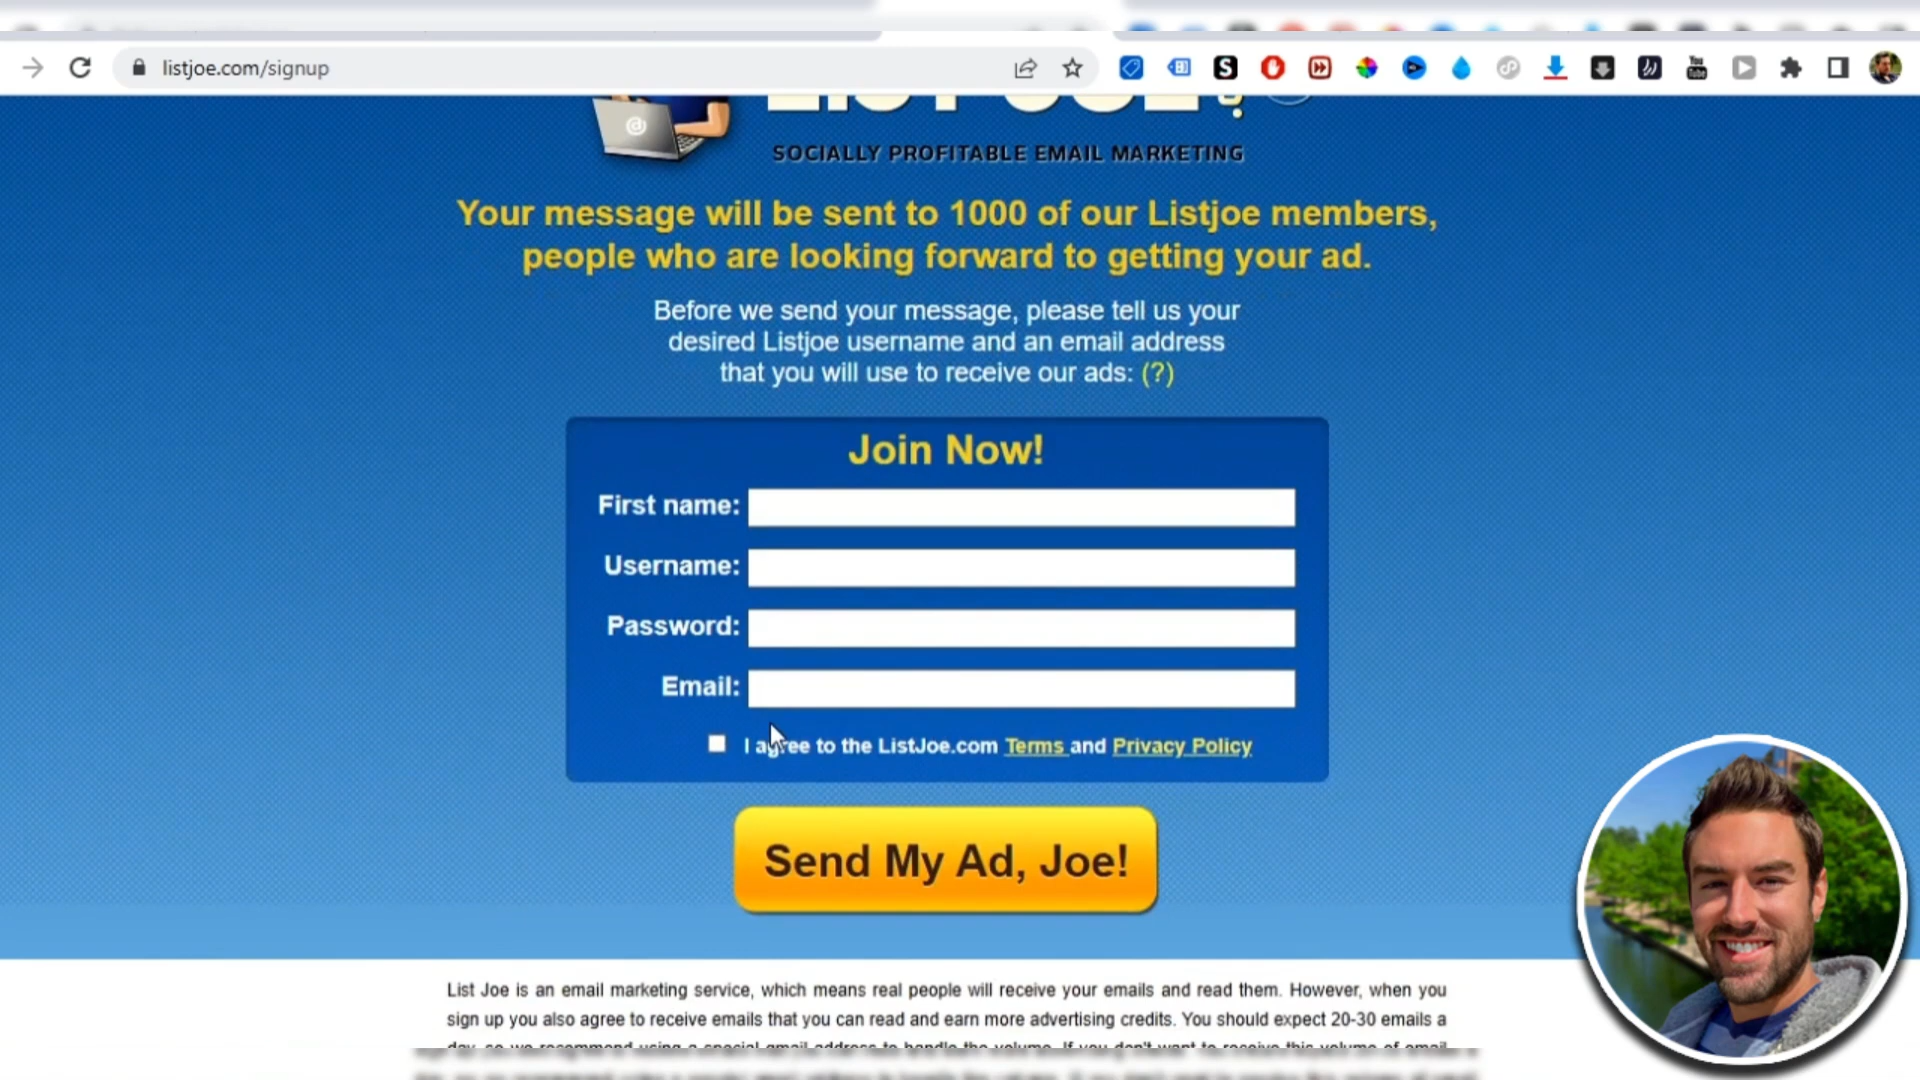 listjoe.com/signup
SOCIALLY PROFITABLE EMAIL MARKETING
Your message will be sent to 1000 of our Listjoe members,
people who are looking forward to getting your ad.
Before we send your message, please tell us your
desired Listjoe username and an email address
that you will use to receive our ads: (?)
Join Now!
First name:
Username:
Password:
Email:
I agree to the ListJoe.com Terms and Privacy Policy
Send My Ad, Joe!
List Joe is an email marketing service, which means real people will receive your emails and read them. However, when you
sign up you also agree to receive emails that you can read and earn more advertising credits. You should expect 20-30 emails a